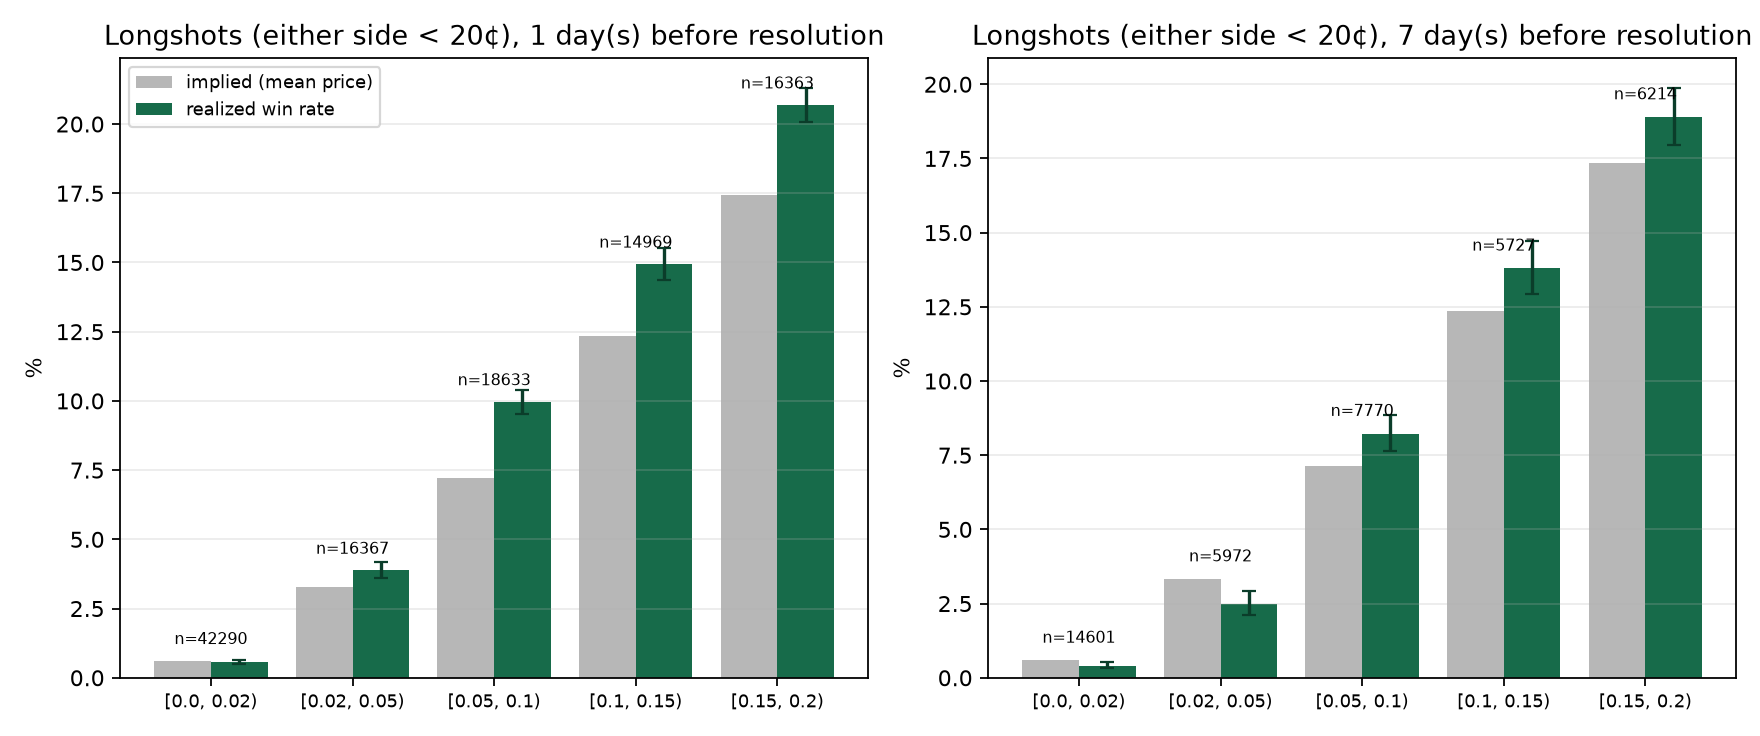 Longshots (either side < 20¢), 1 day(s) before resolution
implied (mean price)
realized win rate
%
20.0
17.5
15.0
12.5
10.0
7.5
5.0
2.5
0.0
n=42290
n=16367
n=18633
n=14969
n=16363
[0.0, 0.02)
[0.02, 0.05)
[0.05, 0.1)
[0.1, 0.15)
[0.15, 0.2)
Longshots (either side < 20¢), 7 day(s) before resolution
%
20.0
17.5
15.0
12.5
10.0
7.5
5.0
2.5
0.0
n=14601
n=5972
n=7770
n=5727
n=6214
[0.0, 0.02)
[0.02, 0.05)
[0.05, 0.1)
[0.1, 0.15)
[0.15, 0.2)